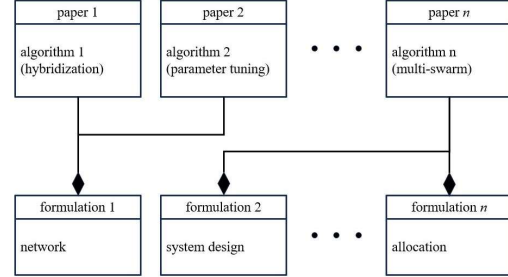 paper 1
paper 2
paper n
algorithm 1
(hybridization)
algorithm 2
(parameter tuning)
algorithm n
(multi-swarm)
formulation 1
formulation 2
formulation n
network
system design
allocation